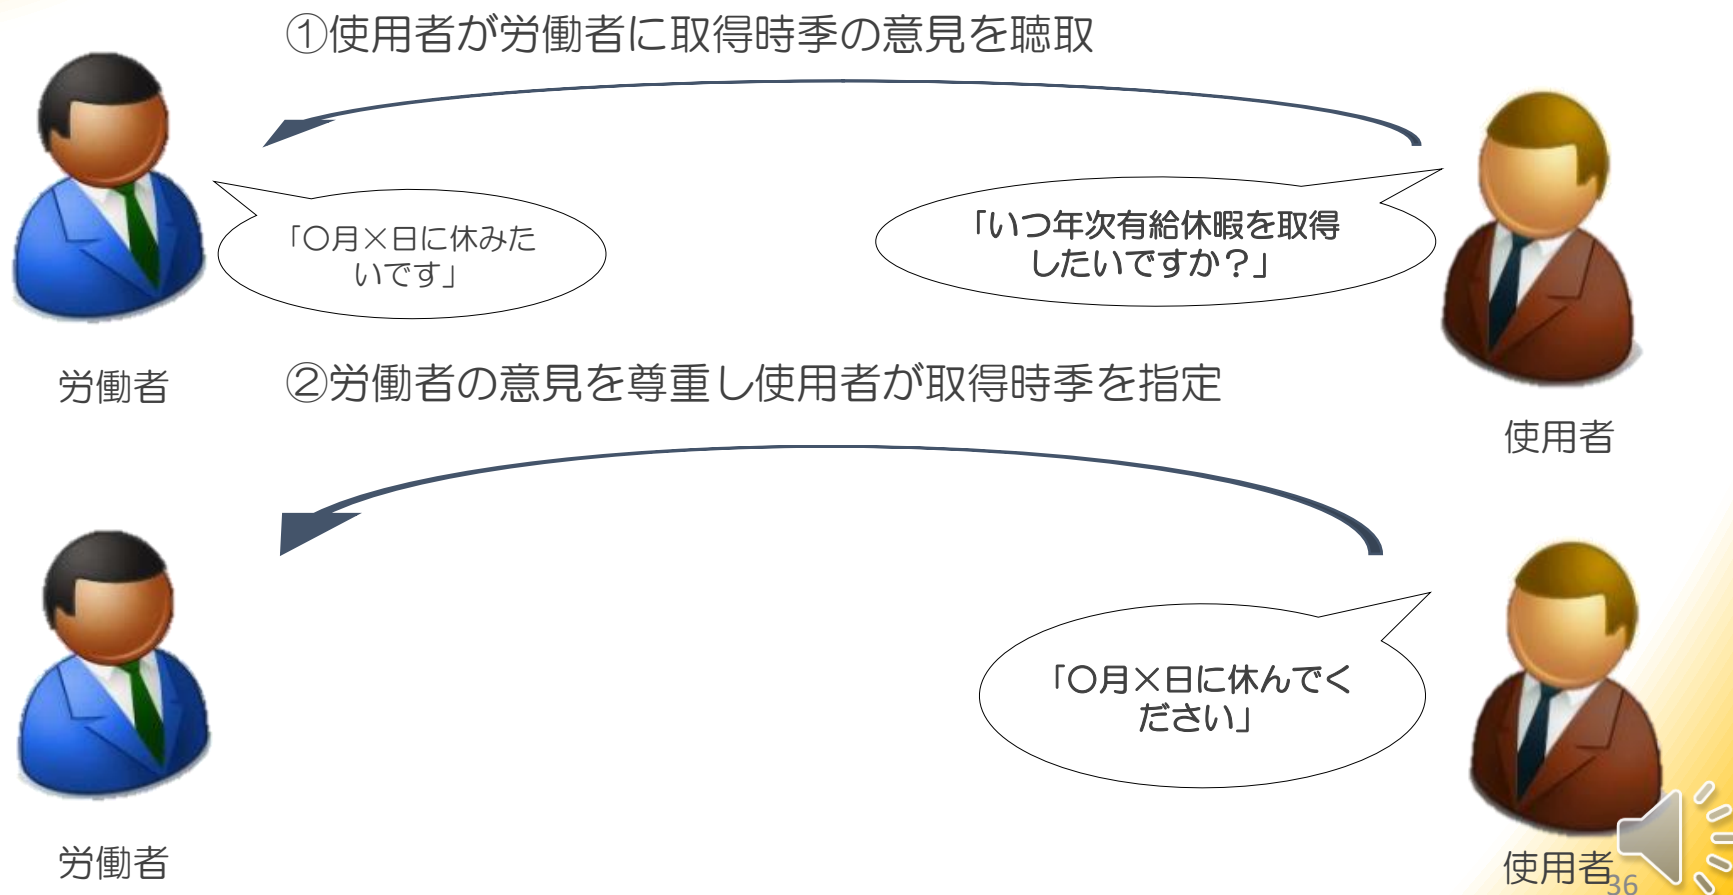 ①使用者が労働者に取得時季の意見を聴取
「〇月×日に休みた
いです」
「いつ年次有給休暇を取得
したいですか？」
労働者
使用者
②労働者の意見を尊重し使用者が取得時季を指定
「〇月×日に休んでく
ださい」
労働者
使用者
36